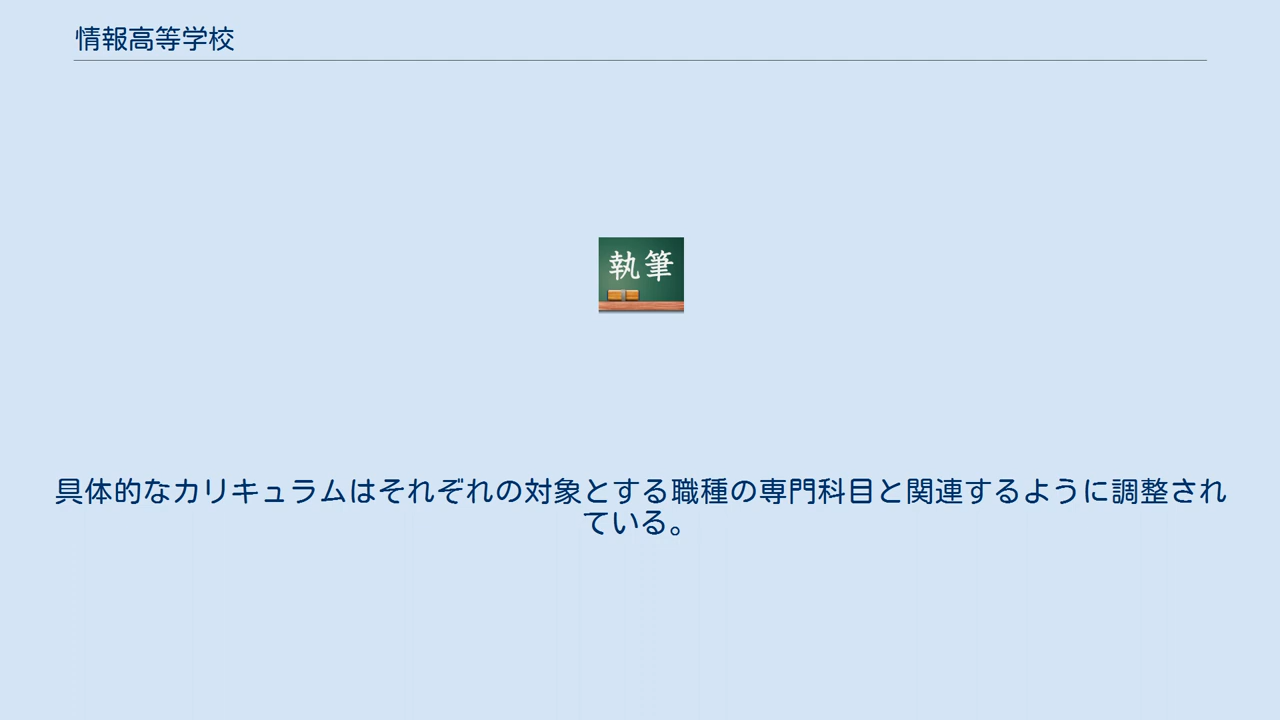 情報高等学校
執筆
具体的なカリキュラムはそれぞれの対象とする職種の専門科目と関連するように調整され
ている。